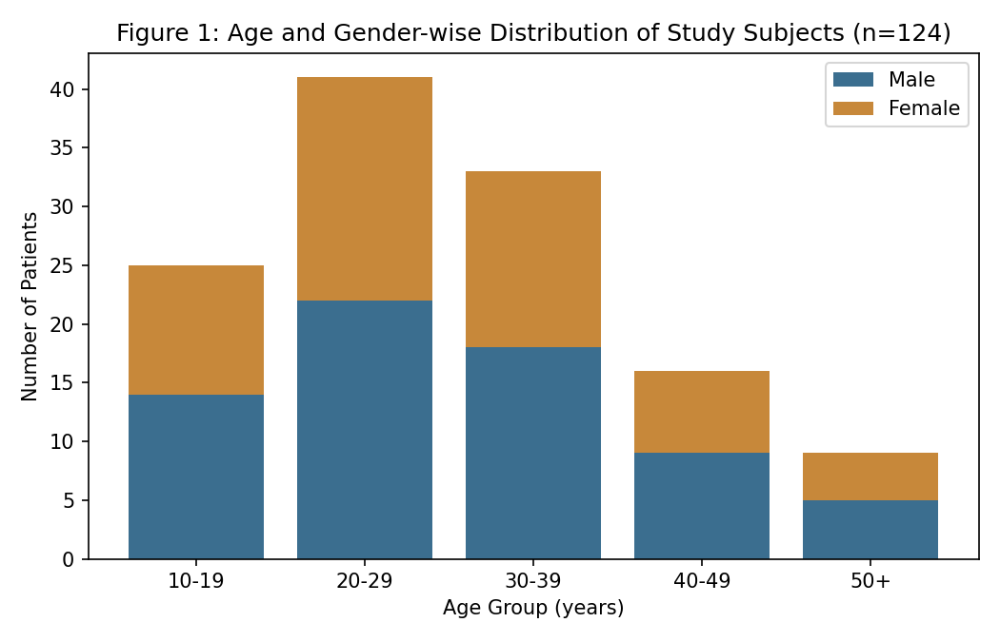 Figure 1: Age and Gender-wise Distribution of Study Subjects (n=124)
Male
Female
Number of Patients
40
35
30
25
20
15
10
5
0
10-19
20-29
30-39
40-49
50+
Age Group (years)